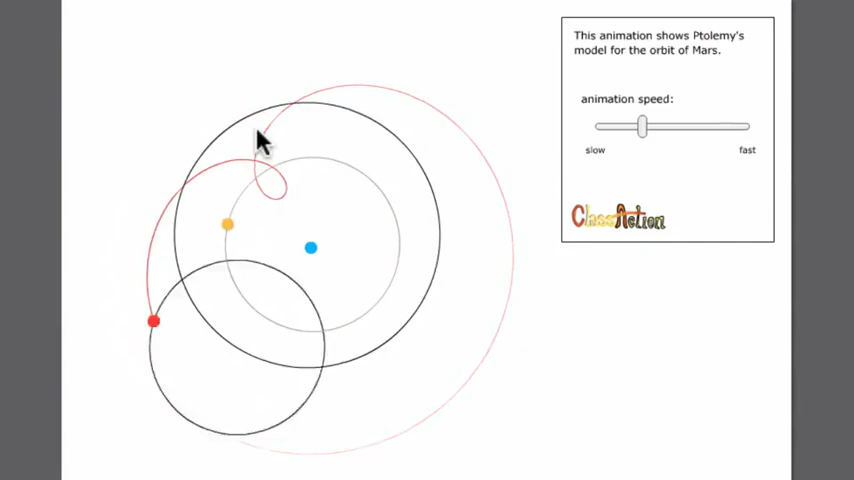 This animation shows Ptolemy's
model for the orbit of Mars.
animation speed:
slow fast
ClassAction